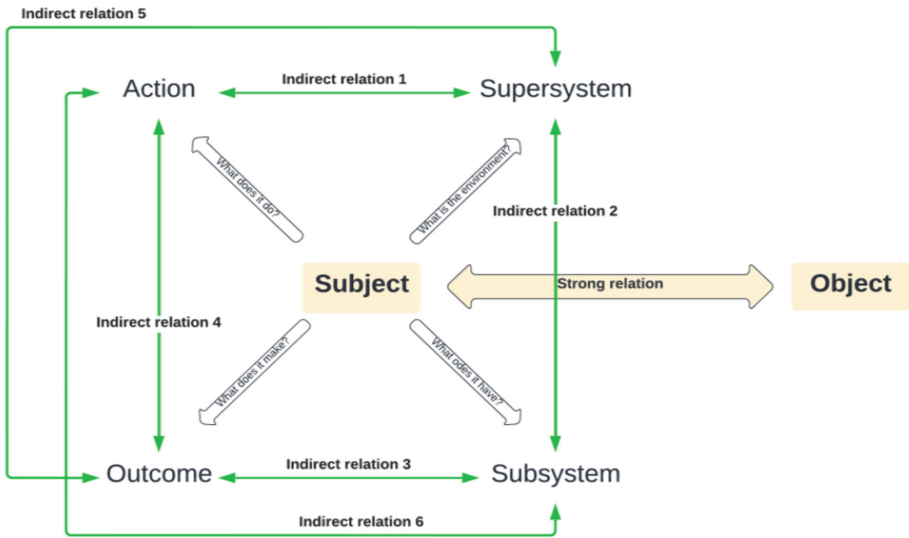 Indirect relation 5
Action
Indirect relation 1
Supersystem
What does it do?
What is the environment?
Indirect relation 2
Subject
Strong relation
Object
Indirect relation 4
What does it make?
What odes it have?
Outcome
Indirect relation 3
Subsystem
Indirect relation 6